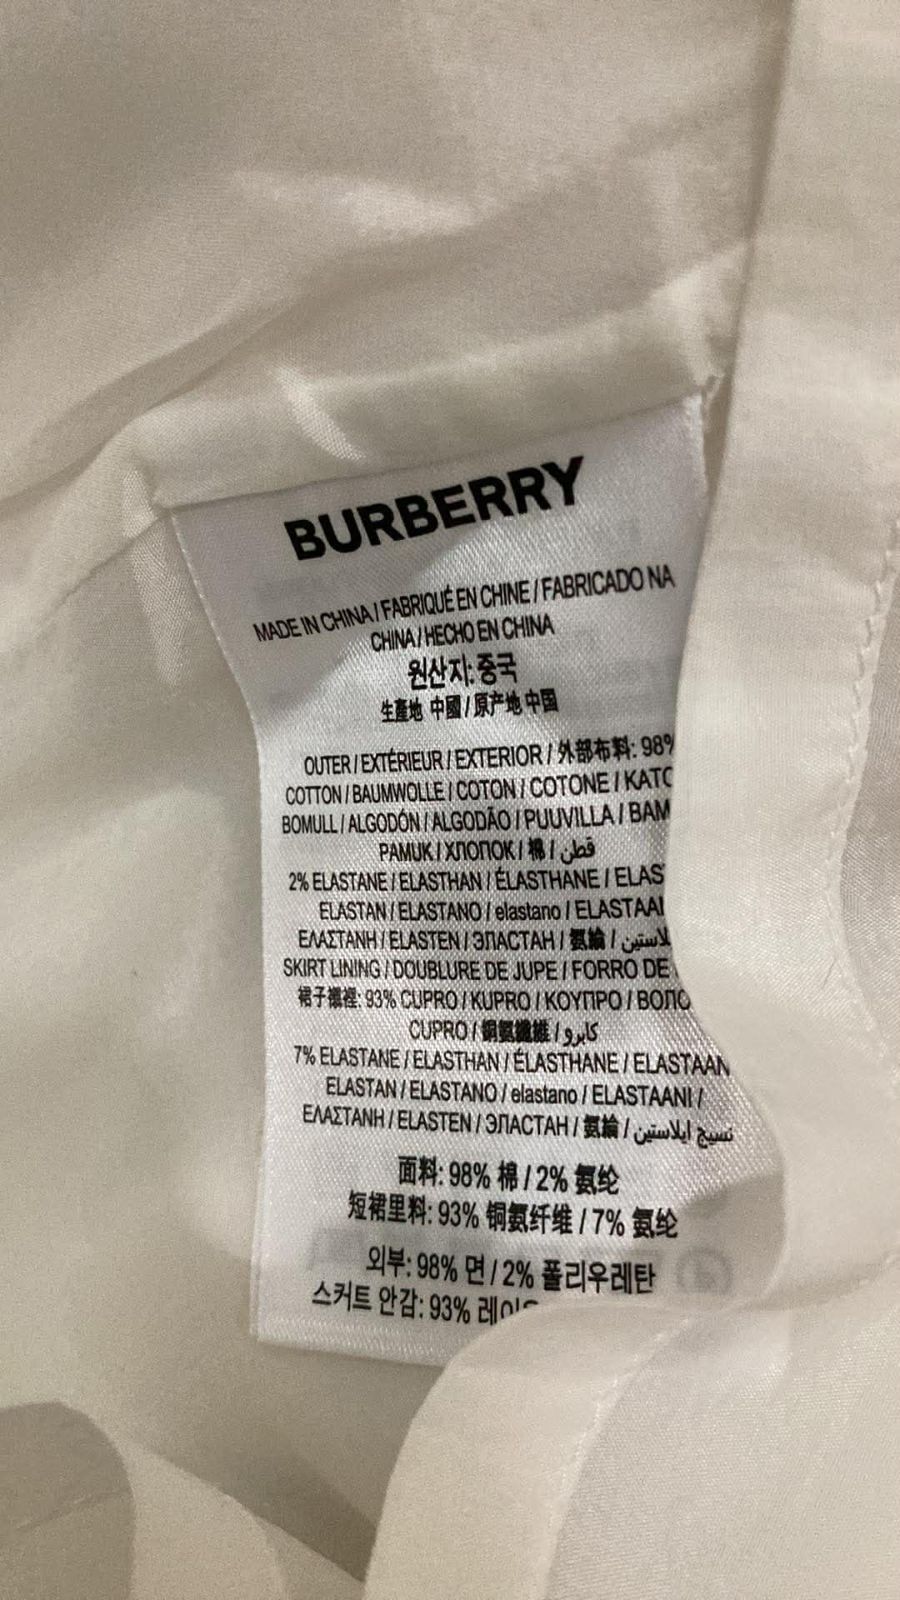 BURBERRY
MADE IN CHINA / FABRIQUÉ EN CHINE / FABRICADO NA
CHINA / HECHO EN CHINA
원산지: 중국
生產地 中國 / 原产地 中国
OUTER / EXTÉRIEUR / EXTERIOR / 外部布料: 98%
COTTON / BAUMWOLLE / COTON / COTONE / KATO
BOMULL / ALGODÓN / ALGODÃO / PUUVILLA / BAM
PAMUK / ХЛОПОК / 棉 / قطن
2% ELASTANE / ELASTHAN / ÉLASTHANE / ELAS
ELASTAN / ELASTANO / elastano / ELASTAAI
ΕΛΑΣΤΑΝΗ / ELASTEN / ЭЛАСТАН / 氨綸 /
SKIRT LINING / DOUBLURE DE JUPE / FORRO DE
裙子襯裡: 93% CUPRO / KUPRO / ΚΟΥΠΡΟ /
CUPRO / 銅氨纖維 / كابرو
7% ELASTANE / ELASTHAN / ÉLASTHANE / ELASTAAN
ELASTAN / ELASTANO / elastano / ELASTAANI /
ΕΛΑΣΤΑΝΗ / ELASTEN / ЭЛАСТАН / 氨綸 / نسيج ايلاستين
面料: 98% 棉 / 2% 氨纶
短裙里料: 93% 铜氨纤维 / 7% 氨纶
외부: 98% 면 / 2% 폴리우레탄
스커트 안감: 93%